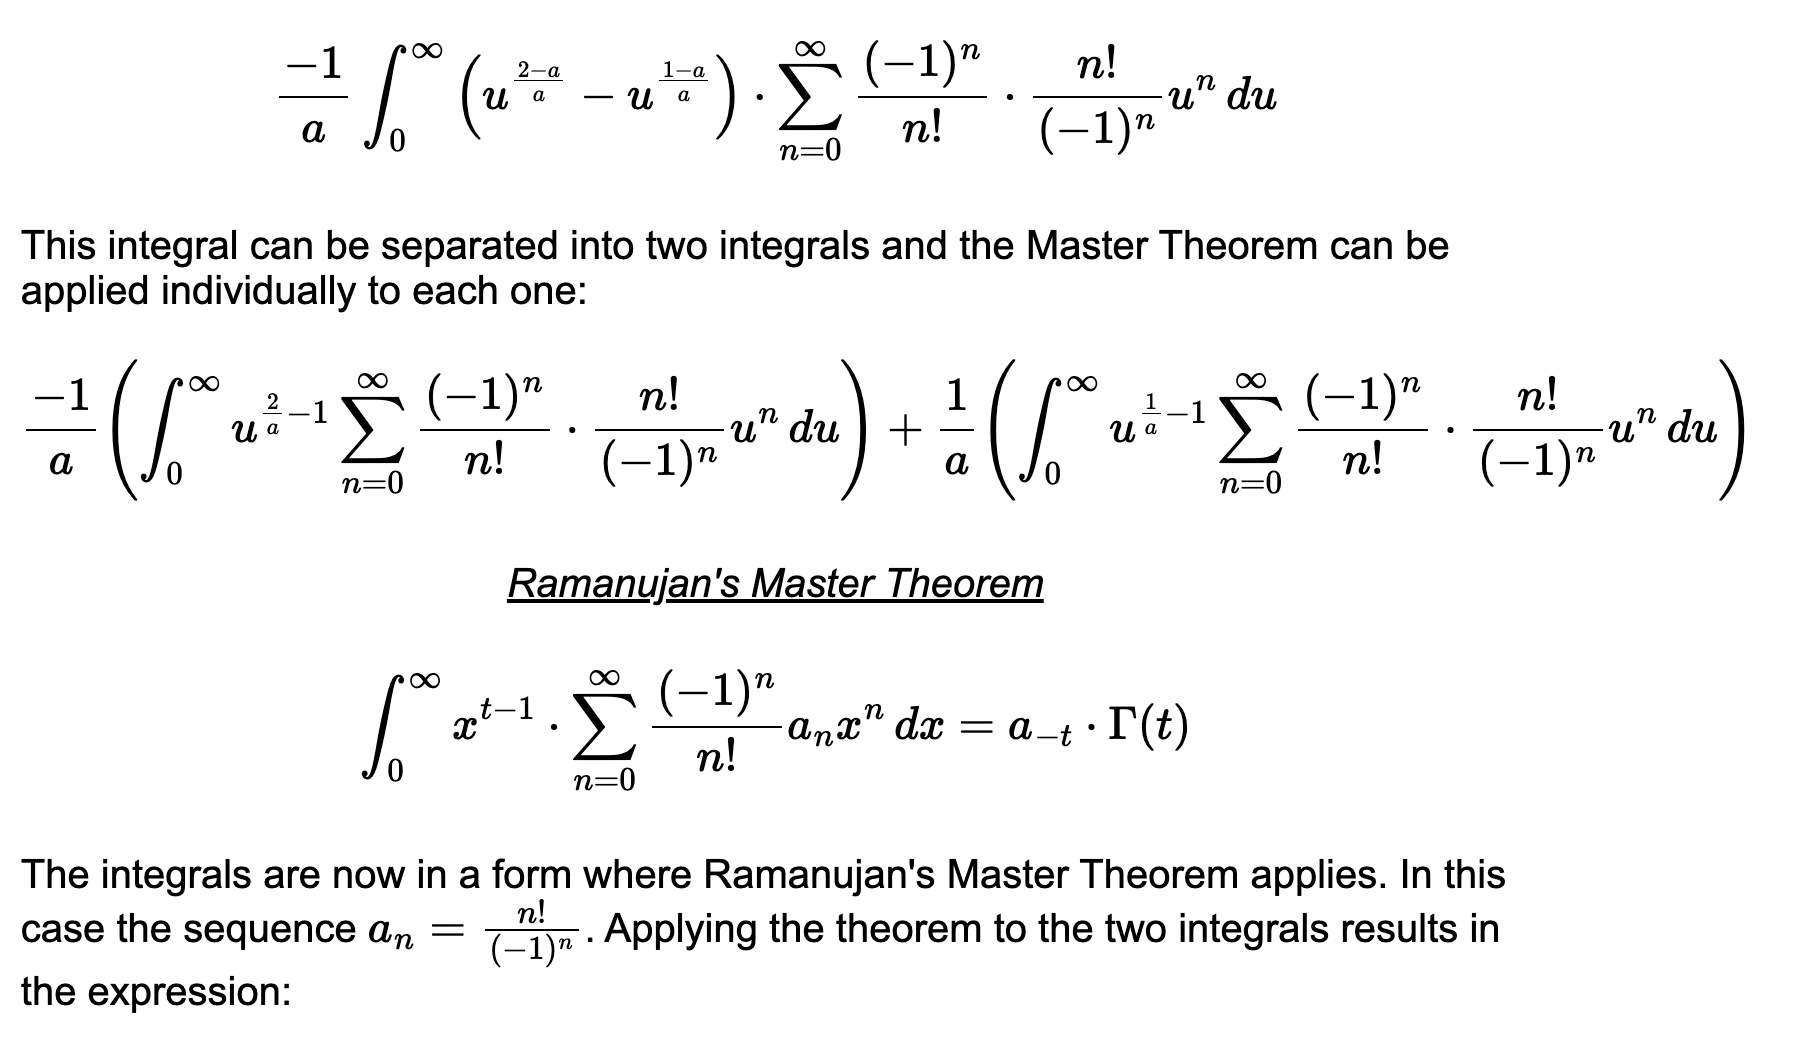 $\frac{-1}{a} \int_0^\infty \left( u^{\frac{2-a}{a}} - u^{\frac{1-a}{a}} \right) \cdot \sum_{n=0}^\infty \frac{(-1)^n}{n!} \cdot \frac{n!}{(-1)^n} u^n \, du$
This integral can be separated into two integrals and the Master Theorem can be
applied individually to each one:
$\frac{-1}{a} \left( \int_0^\infty u^{\frac{2}{a}-1} \sum_{n=0}^\infty \frac{(-1)^n}{n!} \cdot \frac{n!}{(-1)^n} u^n \, du \right) + \frac{1}{a} \left( \int_0^\infty u^{\frac{1}{a}-1} \sum_{n=0}^\infty \frac{(-1)^n}{n!} \cdot \frac{n!}{(-1)^n} u^n \, du \right)$
Ramanujan's Master Theorem
$\int_0^\infty x^{t-1} \cdot \sum_{n=0}^\infty \frac{(-1)^n}{n!} a_n x^n \, dx = a_{-t} \cdot \Gamma(t)$
The integrals are now in a form where Ramanujan's Master Theorem applies. In this
case the sequence $a_n = \frac{n!}{(-1)^n}$. Applying the theorem to the two integrals results in
the expression: